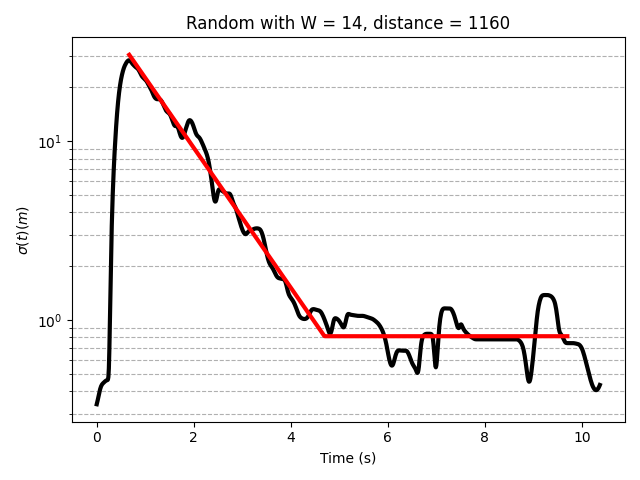 Random with W = 14, distance = 1160
σ(t)(m)
10¹
10⁰
0 2 4 6 8 10
Time (s)